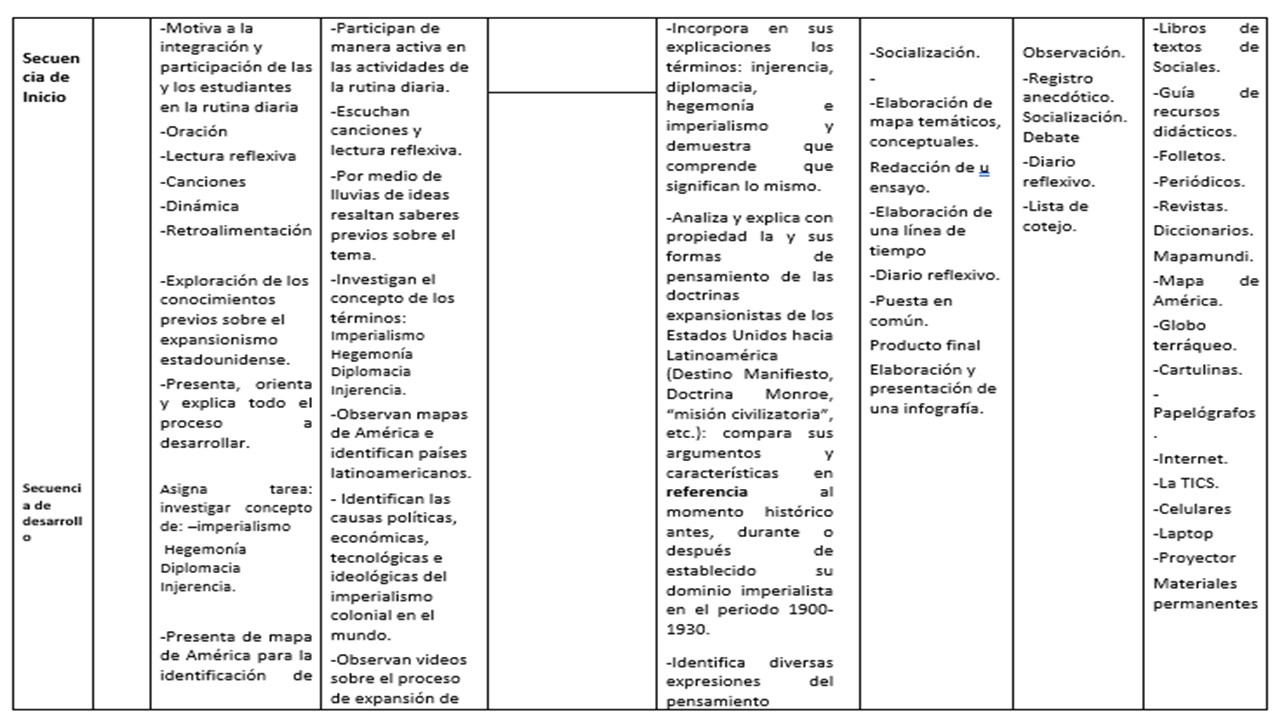 Secuen
cia de
Inicio
Secuenci
a de
desarroll
o
-Motiva a la
integración y
participación de las
y los estudiantes
en la rutina diaria
-Oración
-Lectura reflexiva
-Canciones
-Dinámica
-Retroalimentación
-Exploración de los
conocimientos
previos sobre el
expansionismo
estadounidense.
-Presenta, orienta
y explica todo el
proceso a
desarrollar.
Asigna tarea:
investigar concepto
de: –imperialismo
Hegemonía
Diplomacia
Injerencia.
-Presenta de mapa
de América para la
identificación de
-Participan de
manera activa en
las actividades de
la rutina diaria.
-Escuchan
canciones y
lectura reflexiva.
-Por medio de
lluvias de ideas
resaltan saberes
previos sobre el
tema.
-Investigan el
concepto de los
términos:
Imperialismo
Hegemonía
Diplomacia
Injerencia.
-Observan mapas
de América e
identifican países
latinoamericanos.
- Identifican las
causas políticas,
económicas,
tecnológicas e
ideológicas del
imperialismo
colonial en el
mundo.
-Observan videos
sobre el proceso
de expansión de
-Incorpora en sus
explicaciones los
términos: injerencia,
diplomacia,
hegemonía e
imperialismo y
demuestra que
comprende que
significan lo mismo.
-Analiza y explica con
propiedad la y sus
formas de
pensamiento de las
doctrinas
expansionistas de los
Estados Unidos hacia
Latinoamérica
(Destino Manifiesto,
Doctrina Monroe,
“misión civilizatoria”,
etc.): compara sus
argumentos y
características en
referencia al
momento histórico
antes, durante o
después de
establecido su
dominio imperialista
en el periodo 1900-
1930.
-Identifica diversas
expresiones del
pensamiento
-Socialización.
-
-Elaboración de
mapa temáticos,
conceptuales.
Redacción de u
ensayo.
-Elaboración de
una línea de
tiempo
-Diario reflexivo.
-Puesta en
común.
Producto final
Elaboración y
presentación de
una infografía.
Observación.
-Registro
anecdótico.
Socialización.
Debate
-Diario
reflexivo.
-Lista de
cotejo.
-Libros de
textos de
Sociales.
-Guía de
recursos
didácticos.
-Folletos.
-Periódicos.
-Revistas.
Diccionarios.
Mapamundi.
-Mapa de
América.
-Globo
terráqueo.
-Cartulinas.
-
Papelógrafos
.
-Internet.
-La TICS.
-Celulares
-Laptop
-Proyector
Materiales
permanentes